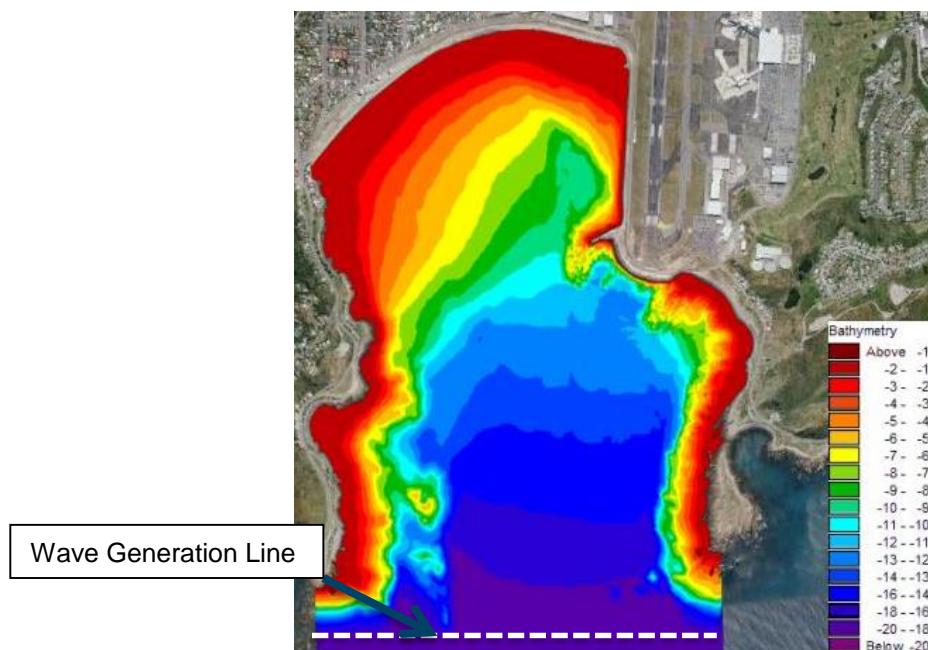 Wave Generation Line
Bathymetry
Above -1
-2 - -1
-3 - -2
-4 - -3
-5 - -4
-6 - -5
-7 - -6
-8 - -7
-9 - -8
-10 - -9
-11 - -10
-12 - -11
-13 - -12
-14 - -13
-16 - -14
-18 - -16
-20 - -18
Below -20